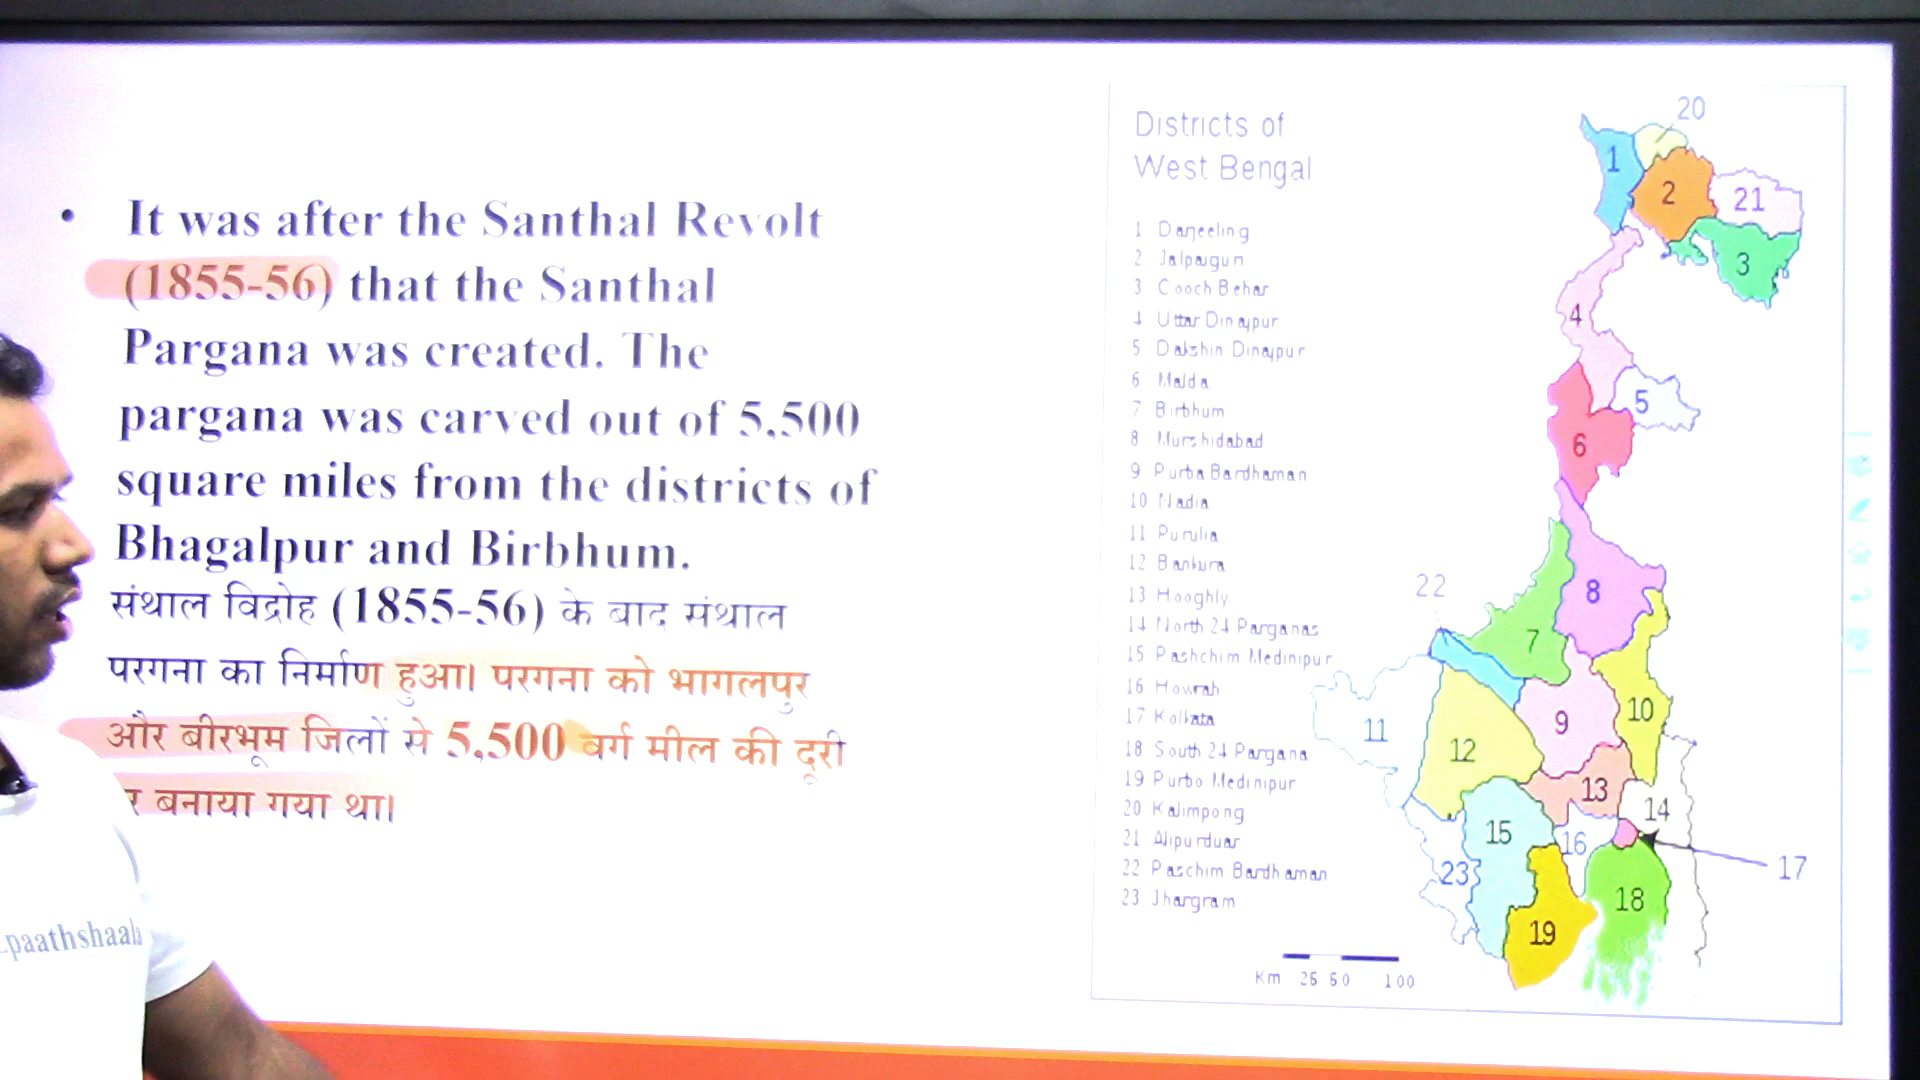 • It was after the Santhal Revolt
(1855-56) that the Santhal
Pargana was created. The
pargana was carved out of 5,500
square miles from the districts of
Bhagalpur and Birbhum.
संथाल विद्रोह (1855-56) के बाद संथाल
परगना का निर्माण हुआ। परगना को भागलपुर
और बीरभूम जिलों से 5,500 वर्ग मील की दूरी
बनाया गया था।
paathshaala
Districts of
West Bengal
1 Darjeeling
2 Jalpaiguri
3 Cooch Behar
4 Uttar Dinajpur
5 Dakshin Dinajpur
6 Malda
7 Birbhum
8 Murshidabad
9 Purba Bardhaman
10 Nadia
11 Purulia
12 Bankura
13 Hooghly
14 North 24 Parganas
15 Pashchim Medinipur
16 Howrah
17 Kolkata
18 South 24 Pargana
19 Purbo Medinipur
20 Kalimpong
21 Alipurduar
22 Paschim Bardhaman
23 Jhargram
20
1
2
21
3
4
5
6
22
8
7
10
9
11
12
13
14
15
16
17
23
18
19
Km 25 50 100